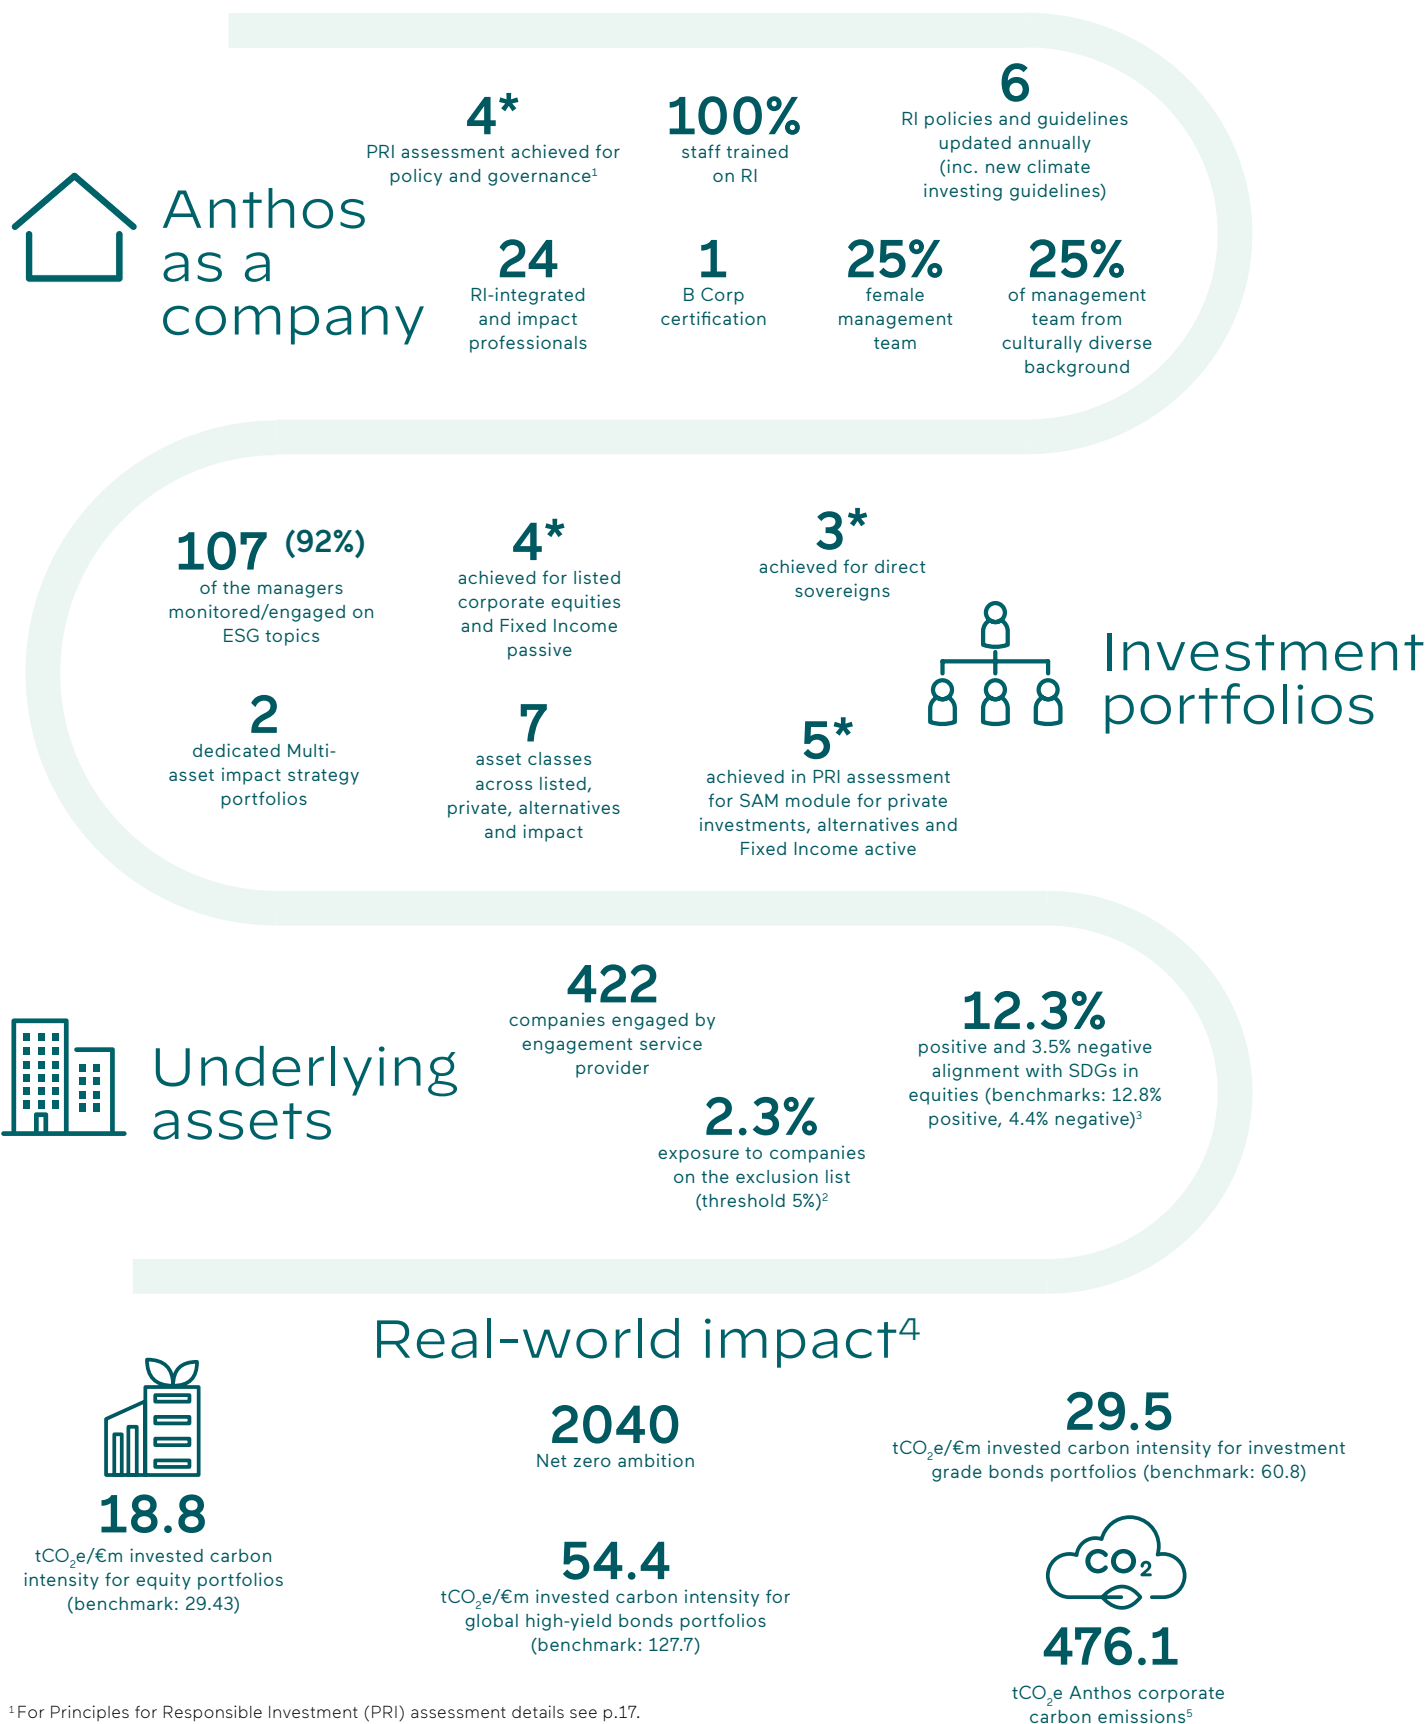 4*
PRI assessment achieved for
policy and governance¹
100%
staff trained
on RI
6
RI policies and guidelines
updated annually
(inc. new climate
investing guidelines)
Anthos
as a
company
24
RI-integrated
and impact
professionals
1
B Corp
certification
25%
female
management
team
25%
of management
team from
culturally diverse
background
107 (92%)
of the managers
monitored/engaged on
ESG topics
4*
achieved for listed
corporate equities
and Fixed Income
passive
3*
achieved for direct
sovereigns
Investment
portfolios
2
dedicated Multi-
asset impact strategy
portfolios
7
asset classes
across listed,
private, alternatives
and impact
5*
achieved in PRI assessment
for SAM module for private
investments, alternatives and
Fixed Income active
Underlying
assets
422
companies engaged by
engagement service
provider
12.3%
positive and 3.5% negative
alignment with SDGs in
equities (benchmarks: 12.8%
positive, 4.4% negative)³
2.3%
exposure to companies
on the exclusion list
(threshold 5%)²
Real-world impact⁴
18.8
tCO₂e/€m invested carbon
intensity for equity portfolios
(benchmark: 29.43)
2040
Net zero ambition
29.5
tCO₂e/€m invested carbon intensity for investment
grade bonds portfolios (benchmark: 60.8)
54.4
tCO₂e/€m invested carbon intensity for
global high-yield bonds portfolios
(benchmark: 127.7)
CO₂
476.1
tCO₂e Anthos corporate
carbon emissions⁵
¹ For Principles for Responsible Investment (PRI) assessment details see p.17.